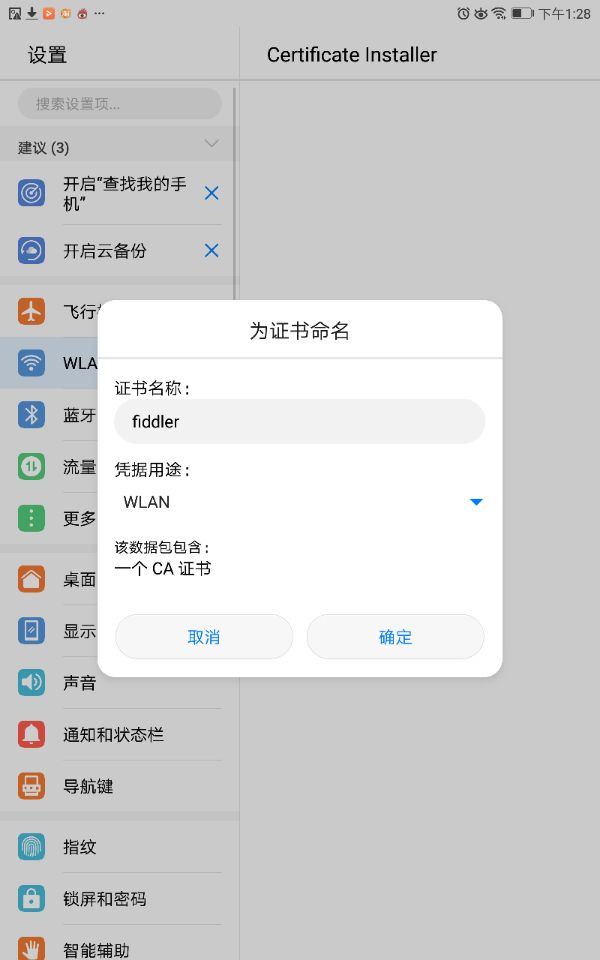 下午1:28
设置
Certificate Installer
搜索设置项...
建议 (3)
开启“查找我的手
机”
开启云备份
飞行
WLA
蓝牙
流量
更多
桌面
显示
声音
通知和状态栏
导航键
指纹
锁屏和密码
智能辅助
为证书命名
证书名称：
fiddler
凭据用途：
WLAN
该数据包包含：
一个 CA 证书
取消
确定